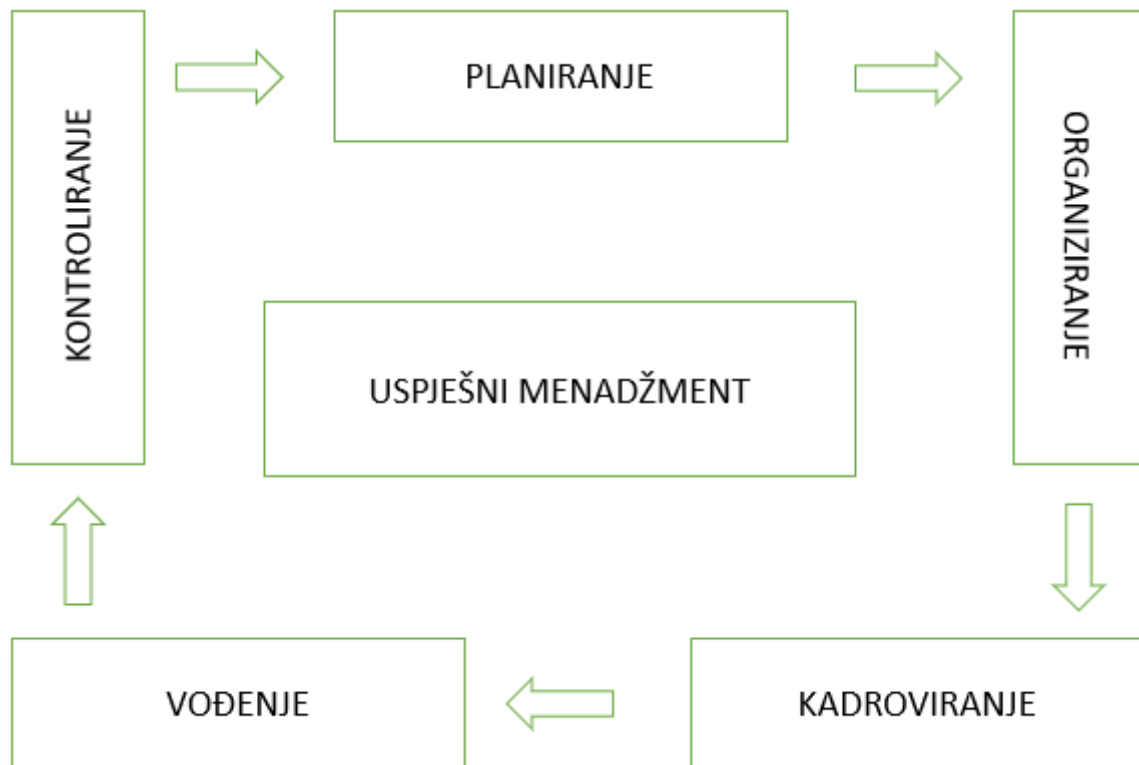 PLANIRANJE
KONTROLIRANJE
ORGANIZIRANJE
USPJEŠNI MENADŽMENT
VOĐENJE
KADROVIRANJE